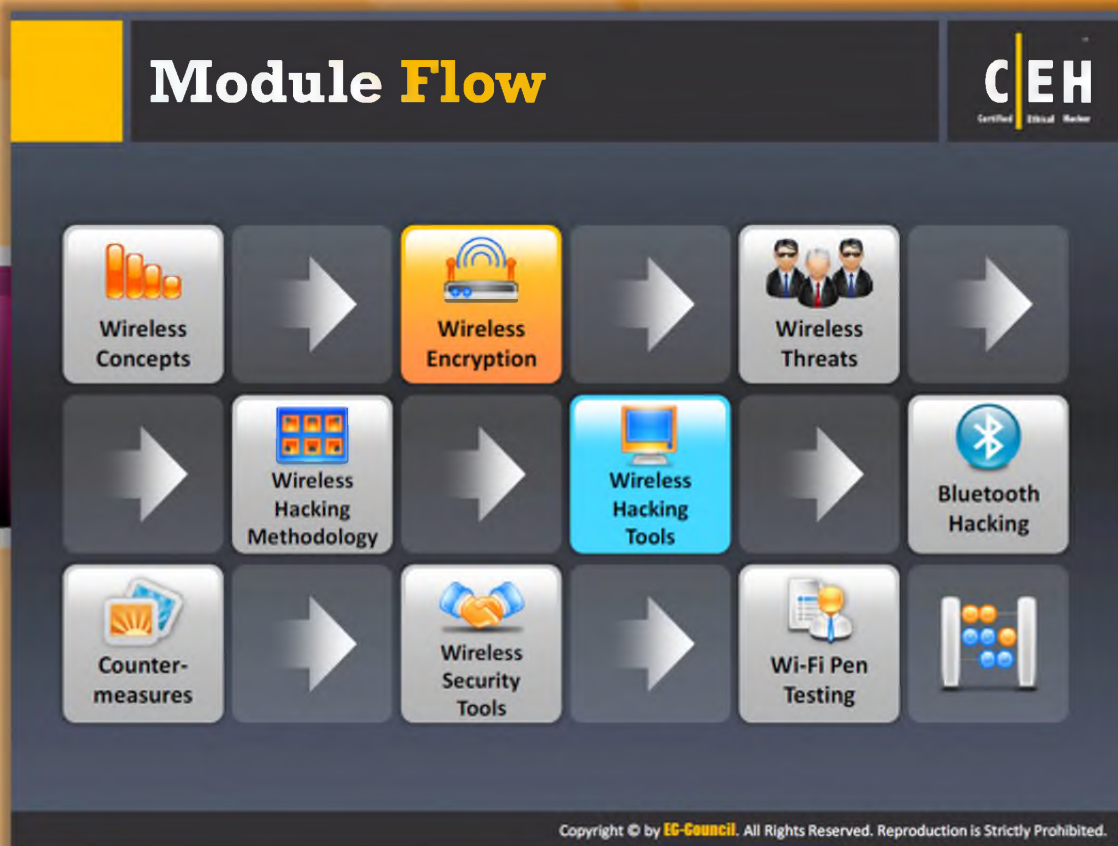 Module Flow
CEH
Certified Ethical Hacker
Wireless
Concepts
Wireless
Encryption
Wireless
Threats
Wireless
Hacking
Methodology
Wireless
Hacking
Tools
Bluetooth
Hacking
Counter-
measures
Wireless
Security
Tools
Wi-Fi Pen
Testing
Copyright © by EC-Council. All Rights Reserved. Reproduction is Strictly Prohibited.